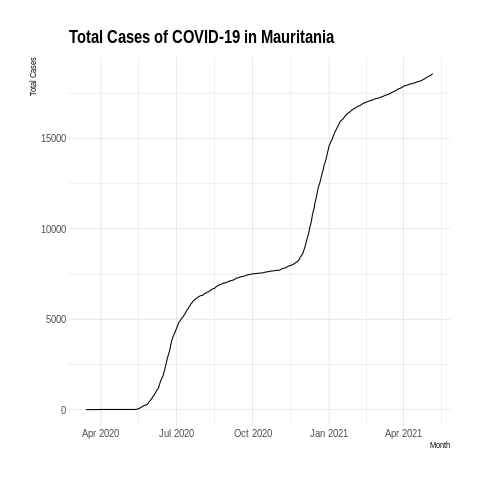 Total Cases of COVID-19 in Mauritania
Total Cases
15000
10000
5000
0
Apr 2020 Jul 2020 Oct 2020 Jan 2021 Apr 2021
Month